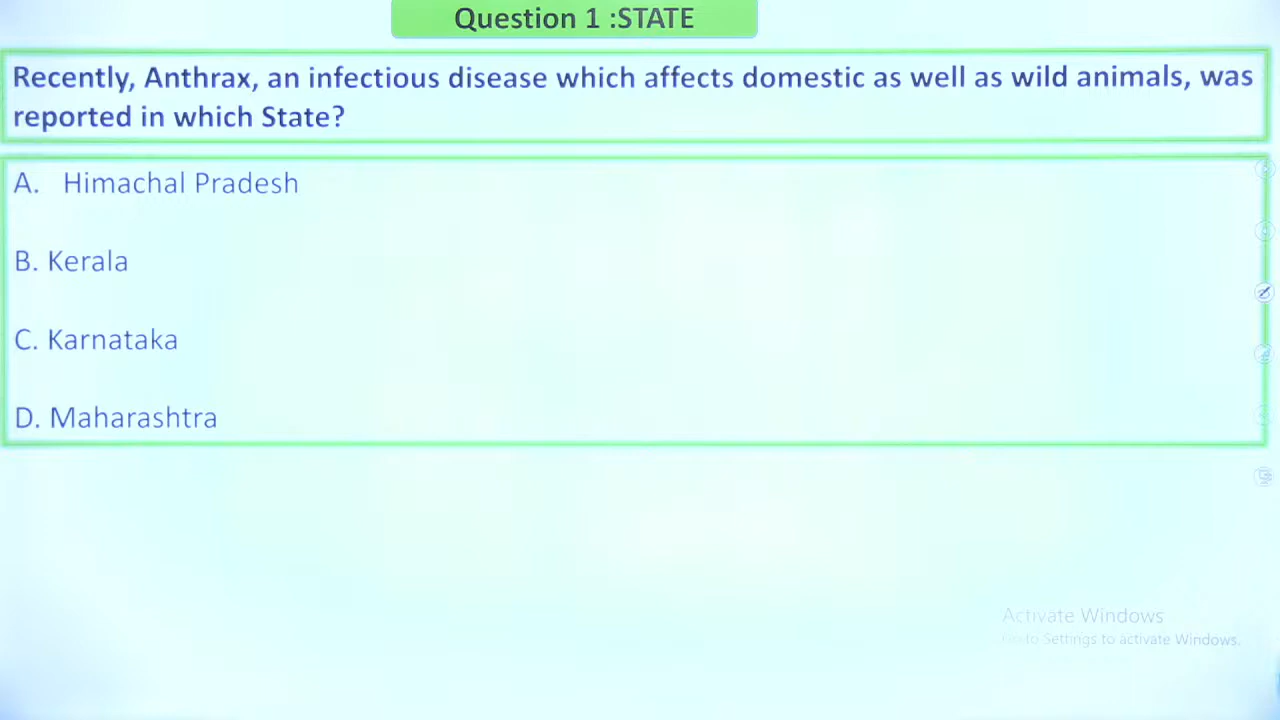 Question 1 :STATE
Recently, Anthrax, an infectious disease which affects domestic as well as wild animals, was
reported in which State?
A. Himachal Pradesh
B. Kerala
C. Karnataka
D. Maharashtra
Activate Windows
Go to Settings to activate Windows.